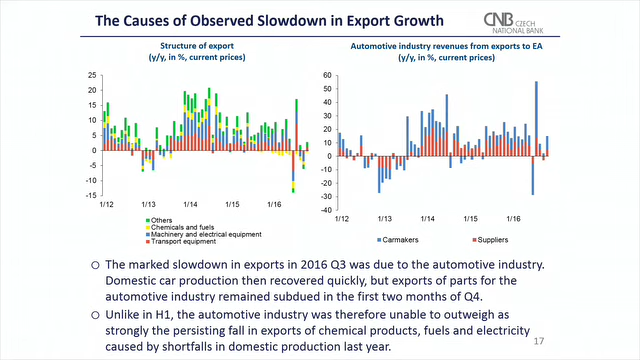 The Causes of Observed Slowdown in Export Growth
CNB CZECH
NATIONAL BANK
Structure of export
(y/y, in %, current prices)
25
20
15
10
5
0
-5
-10
-15
1/12 1/13 1/14 1/15 1/16
Others
Chemicals and fuels
Machinery and electrical equipment
Transport equipment
Automotive industry revenues from exports to EA
(y/y, in %, current prices)
60
50
40
30
20
10
0
-10
-20
-30
-40
1/12 1/13 1/14 1/15 1/16
Carmakers Suppliers
The marked slowdown in exports in 2016 Q3 was due to the automotive industry.
Domestic car production then recovered quickly, but exports of parts for the
automotive industry remained subdued in the first two months of Q4.
Unlike in H1, the automotive industry was therefore unable to outweigh as
strongly the persisting fall in exports of chemical products, fuels and electricity
caused by shortfalls in domestic production last year.
17